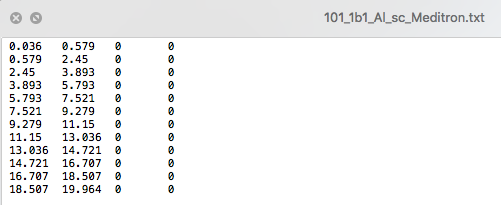 101_1b1_Al_sc_Meditron.txt
0.036 0.579 0 0
0.579 2.45 0 0
2.45 3.893 0 0
3.893 5.793 0 0
5.793 7.521 0 0
7.521 9.279 0 0
9.279 11.15 0 0
11.15 13.036 0 0
13.036 14.721 0 0
14.721 16.707 0 0
16.707 18.507 0 0
18.507 19.964 0 0